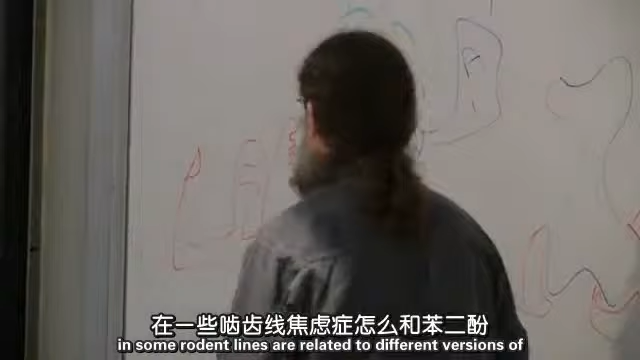 在一些啮齿线焦虑症怎么和苯二酚
in some rodent lines are related to different versions of